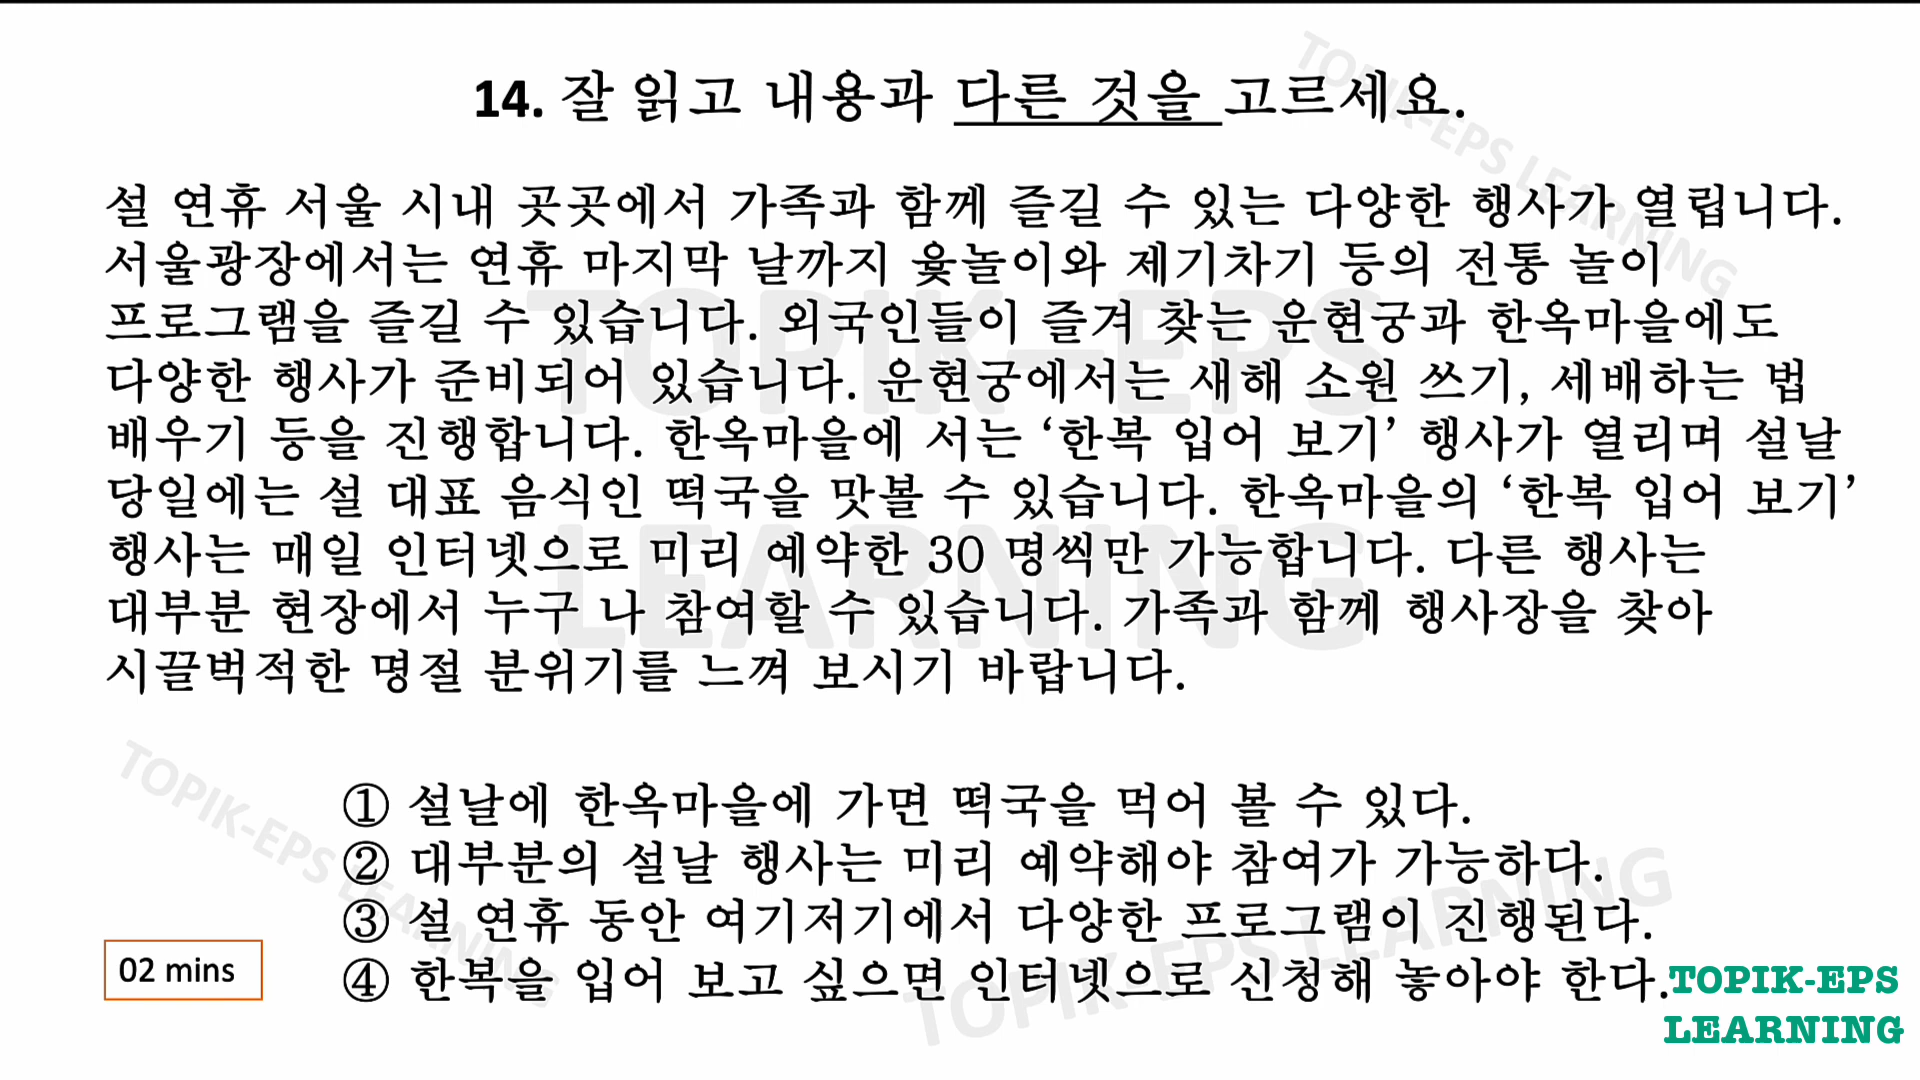 14. 잘 읽고 내용과 다른 것을 고르세요.
설 연휴 서울 시내 곳곳에서 가족과 함께 즐길 수 있는 다양한 행사가 열립니다.
서울광장에서는 연휴 마지막 날까지 윷놀이와 제기차기 등의 전통 놀이
프로그램을 즐길 수 있습니다. 외국인들이 즐겨 찾는 운현궁과 한옥마을에도
다양한 행사가 준비되어 있습니다. 운현궁에서는 새해 소원 쓰기, 세배하는 법
배우기 등을 진행합니다. 한옥마을에 서는 ‘한복 입어 보기’ 행사가 열리며 설날
당일에는 설 대표 음식인 떡국을 맛볼 수 있습니다. 한옥마을의 ‘한복 입어 보기’
행사는 매일 인터넷으로 미리 예약한 30 명씩만 가능합니다. 다른 행사는
대부분 현장에서 누구 나 참여할 수 있습니다. 가족과 함께 행사장을 찾아
시끌벅적한 명절 분위기를 느껴 보시기 바랍니다.
① 설날에 한옥마을에 가면 떡국을 먹어 볼 수 있다.
② 대부분의 설날 행사는 미리 예약해야 참여가 가능하다.
③ 설 연휴 동안 여기저기에서 다양한 프로그램이 진행된다.
④ 한복을 입어 보고 싶으면 인터넷으로 신청해 놓아야 한다.
02 mins
TOPIK-EPS
LEARNING
TOPIK-EPS LEARNING
TOPIK-EPS
LEARNING
TOPIK-EPS LEARNING
TOPIK-EPS LEARNING